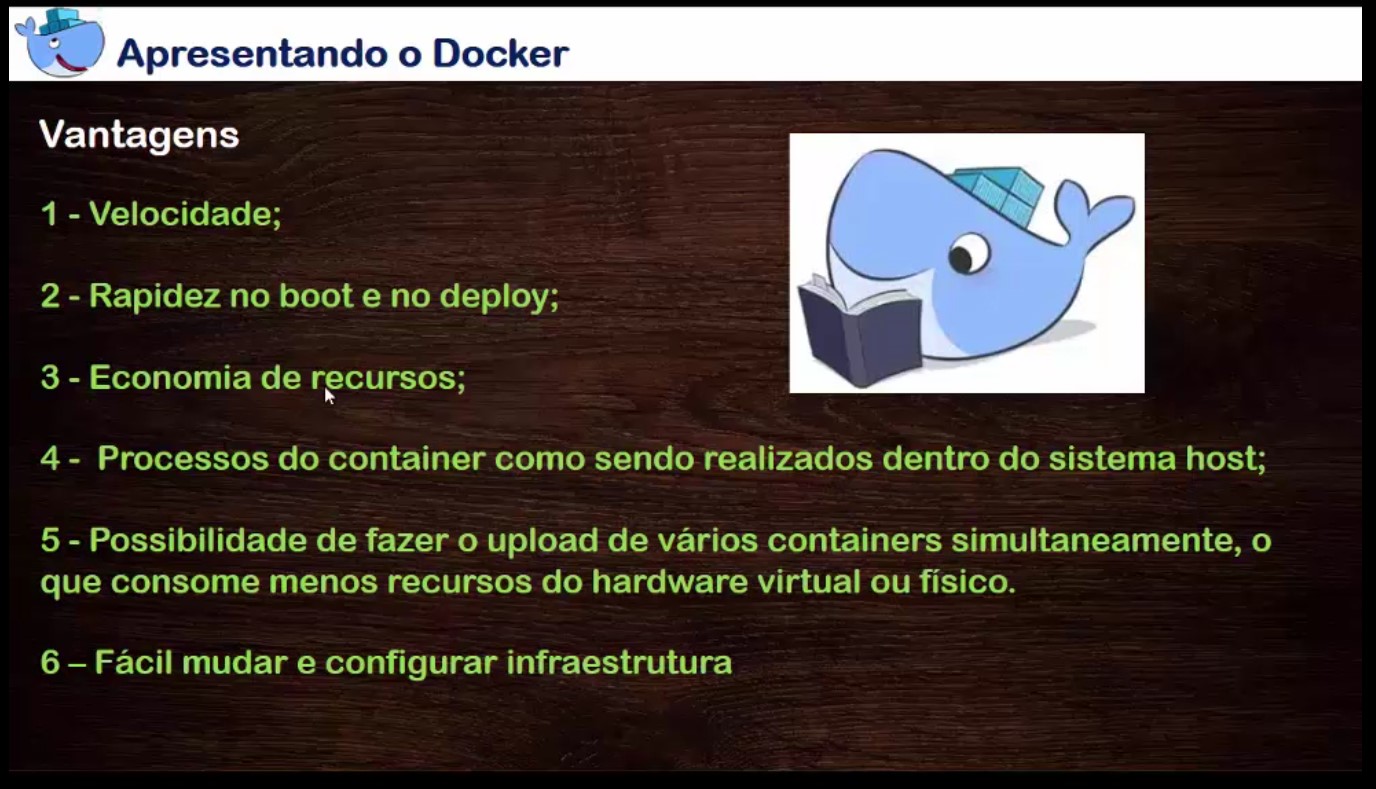 Apresentando o Docker
Vantagens
1 - Velocidade;
2 - Rapidez no boot e no deploy;
3 - Economia de recursos;
4 -  Processos do container como sendo realizados dentro do sistema host;
5 - Possibilidade de fazer o upload de vários containers simultaneamente, o
que consome menos recursos do hardware virtual ou físico.
6 – Fácil mudar e configurar infraestrutura